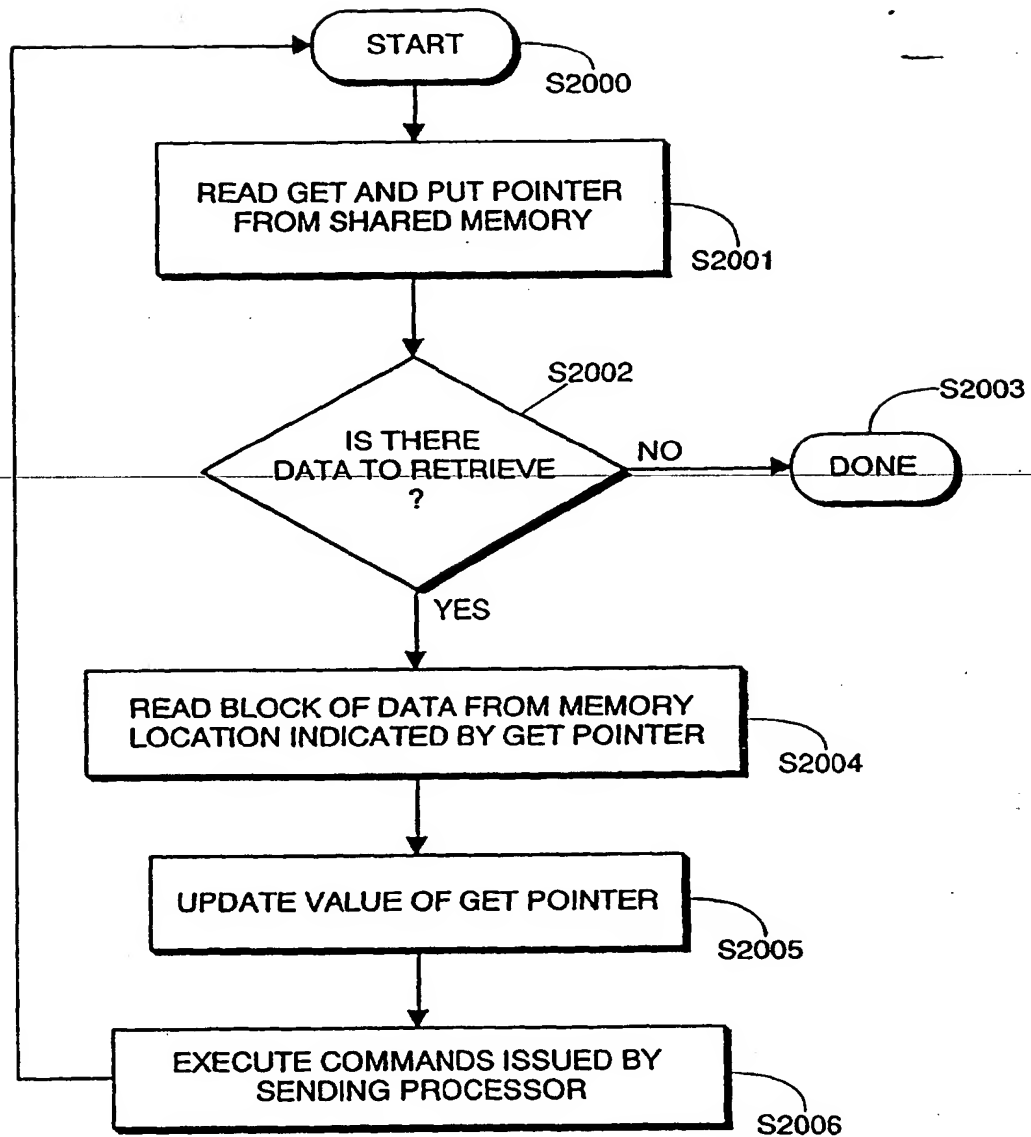 START
S2000
READ GET AND PUT POINTER
FROM SHARED MEMORY
S2001
S2002
IS THERE
DATA TO RETRIEVE
?
NO
S2003
DONE
YES
READ BLOCK OF DATA FROM MEMORY
LOCATION INDICATED BY GET POINTER
S2004
UPDATE VALUE OF GET POINTER
S2005
EXECUTE COMMANDS ISSUED BY
SENDING PROCESSOR
S2006